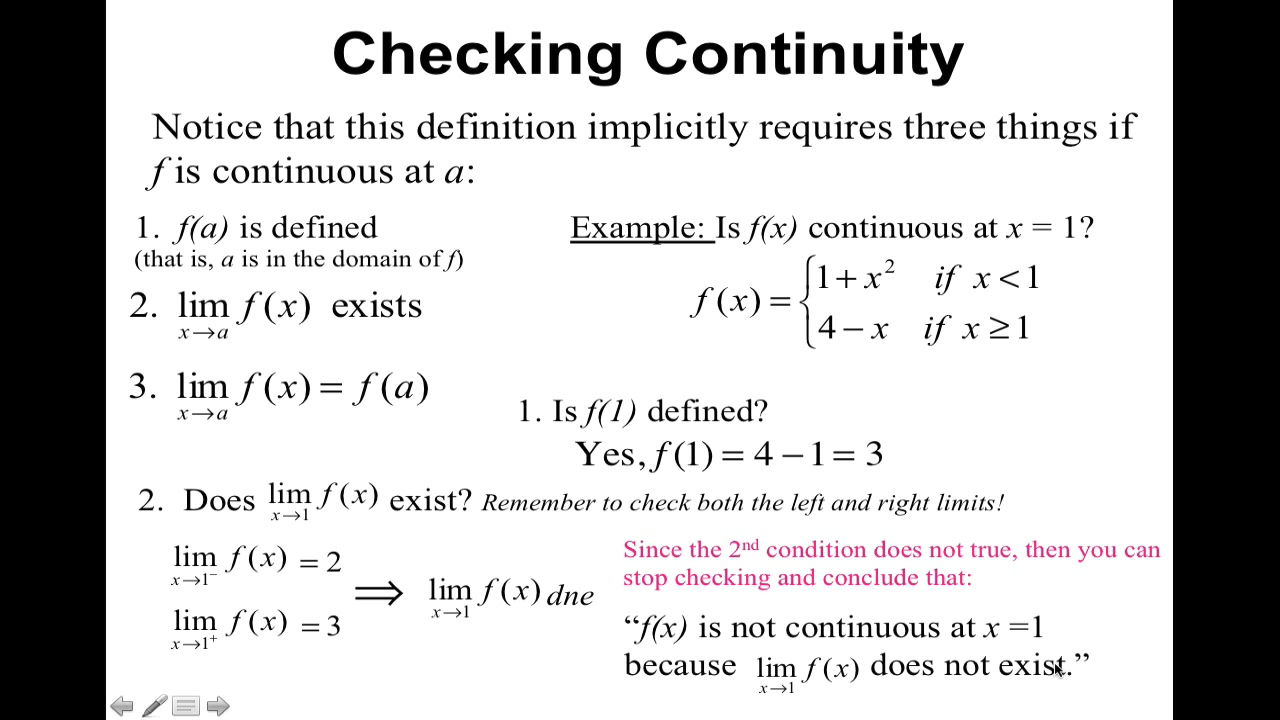 Checking Continuity
Notice that this definition implicitly requires three things if
f is continuous at a:
1. f(a) is defined
(that is, a is in the domain of f)
2. lim f(x) exists
x→a
3. lim f(x) = f(a)
x→a
Example: Is f(x) continuous at x = 1?
f(x) = {1 + x² if x < 1
4 − x if x ≥ 1
1. Is f(1) defined?
Yes, f(1) = 4 − 1 = 3
2. Does lim f(x) exist? Remember to check both the left and right limits!
x→1
lim f(x) = 2
x→1⁻
lim f(x) = 3
x→1⁺
⟹ lim f(x) dne
x→1
Since the 2nd condition does not true, then you can
stop checking and conclude that:
“f(x) is not continuous at x =1
because lim f(x) does not exist.”
x→1